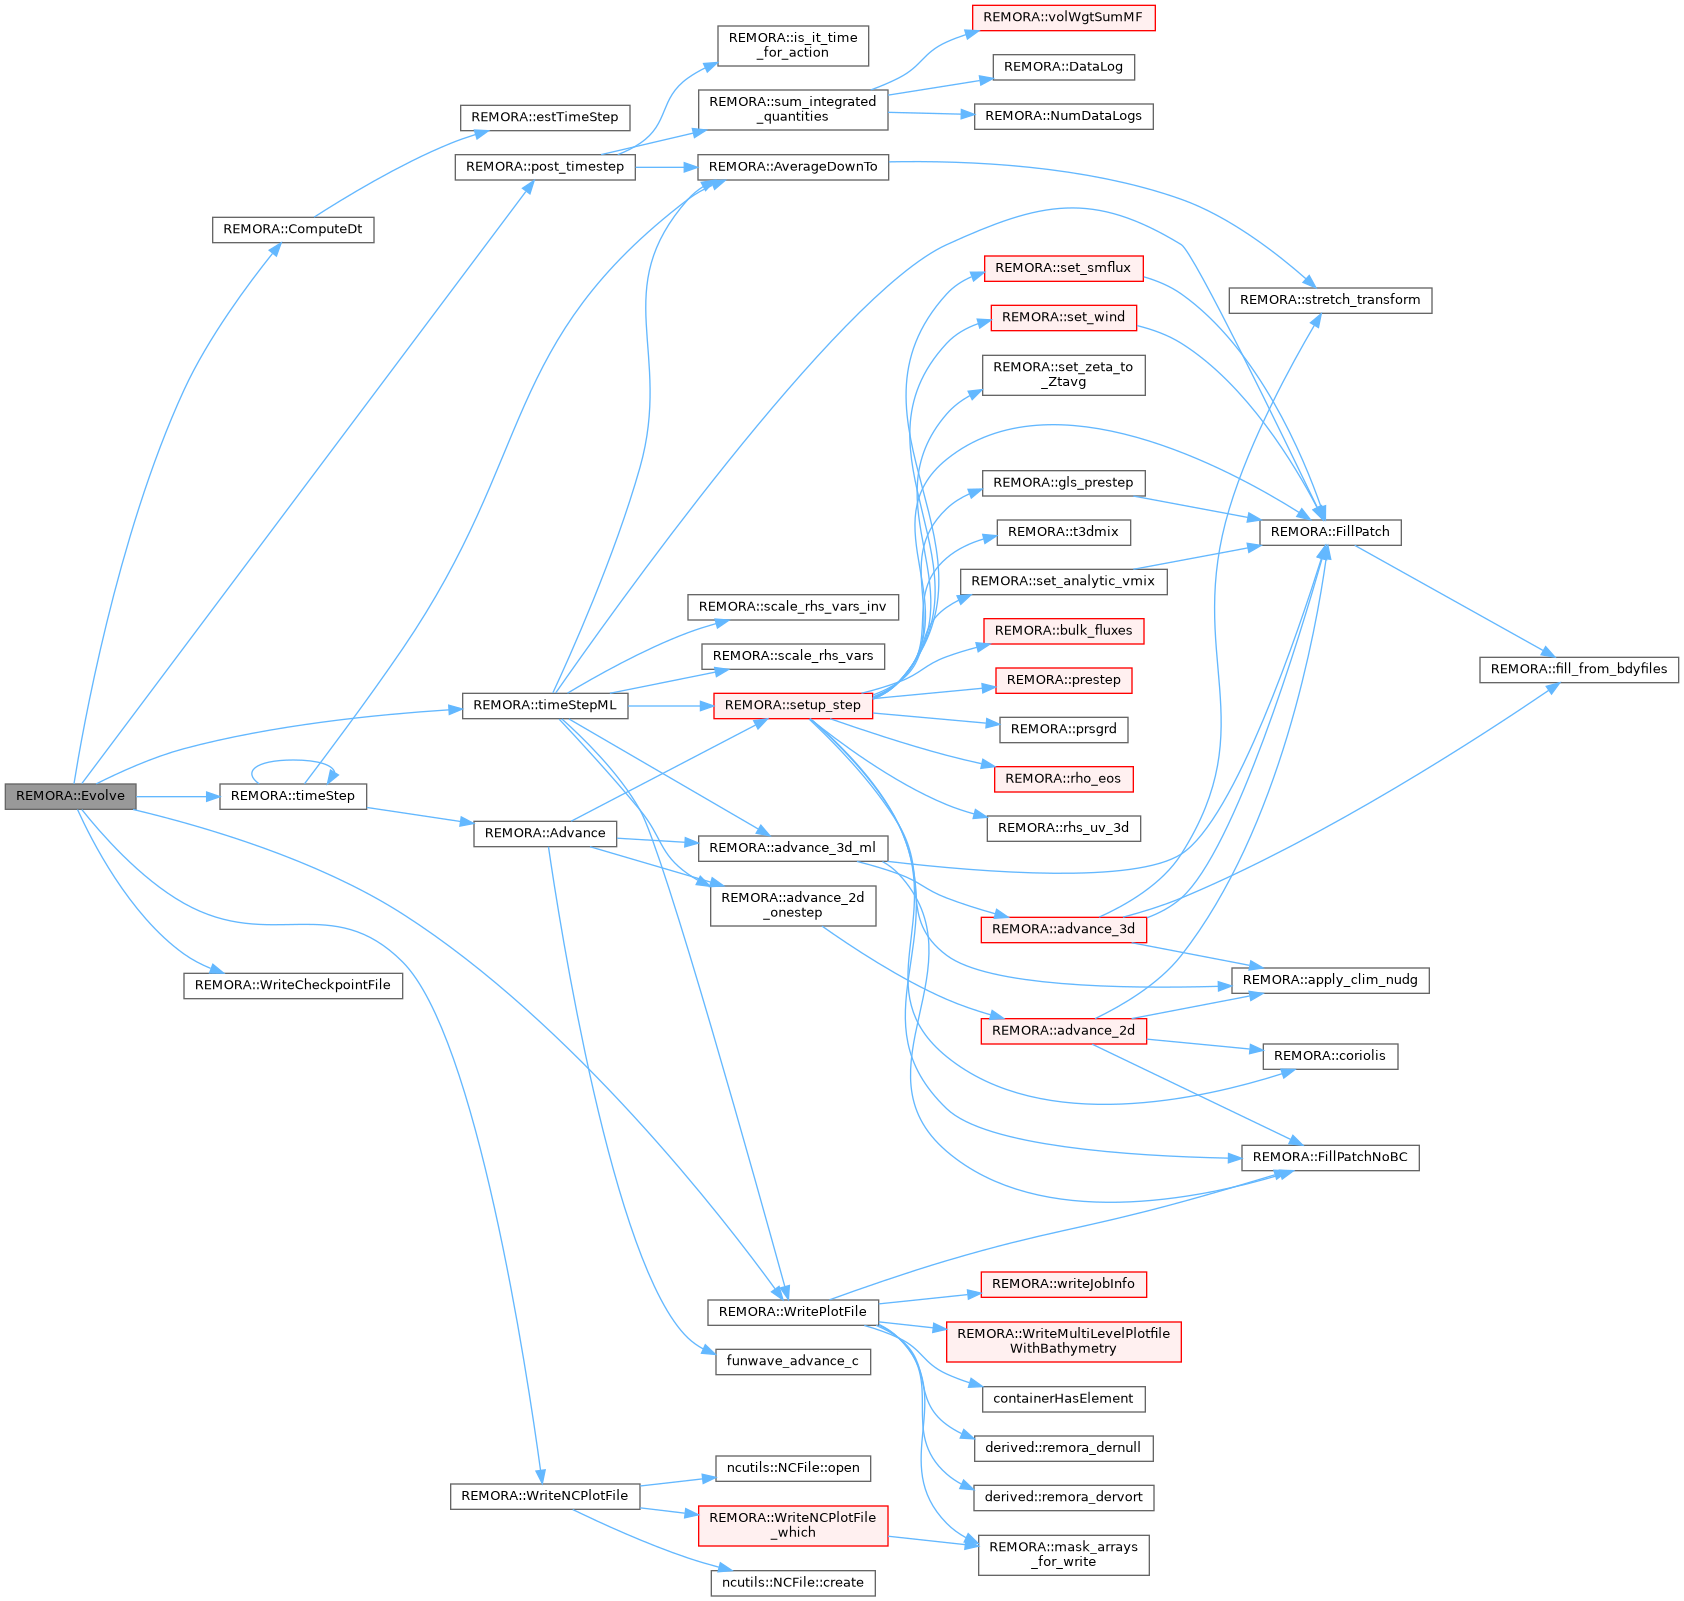 REMORA::volWgtSumMF
REMORA::is_it_time
_for_action
REMORA::DataLog
REMORA::sum_integrated
_quantities
REMORA::estTimeStep
REMORA::NumDataLogs
REMORA::post_timestep
REMORA::AverageDownTo
REMORA::ComputeDt
REMORA::set_smflux
REMORA::stretch_transform
REMORA::set_wind
REMORA::set_zeta_to
_Ztavg
REMORA::gls_prestep
REMORA::t3dmix
REMORA::FillPatch
REMORA::set_analytic_vmix
REMORA::scale_rhs_vars_inv
REMORA::bulk_fluxes
REMORA::scale_rhs_vars
REMORA::fill_from_bdyfiles
REMORA::prestep
REMORA::timeStepML
REMORA::setup_step
REMORA::prsgrd
REMORA::rho_eos
REMORA::Evolve
REMORA::timeStep
REMORA::rhs_uv_3d
REMORA::Advance
REMORA::advance_3d_ml
REMORA::advance_2d
_onestep
REMORA::advance_3d
REMORA::WriteCheckpointFile
REMORA::apply_clim_nudg
REMORA::advance_2d
REMORA::coriolis
REMORA::FillPatchNoBC
REMORA::writeJobInfo
REMORA::WritePlotFile
REMORA::WriteMultiLevelPlotfile
WithBathymetry
funwave_advance_c
containerHasElement
derived::remora_dernull
ncutils::NCFile::open
REMORA::WriteNCPlotFile
derived::remora_dervort
REMORA::WriteNCPlotFile
_which
REMORA::mask_arrays
_for_write
ncutils::NCFile::create